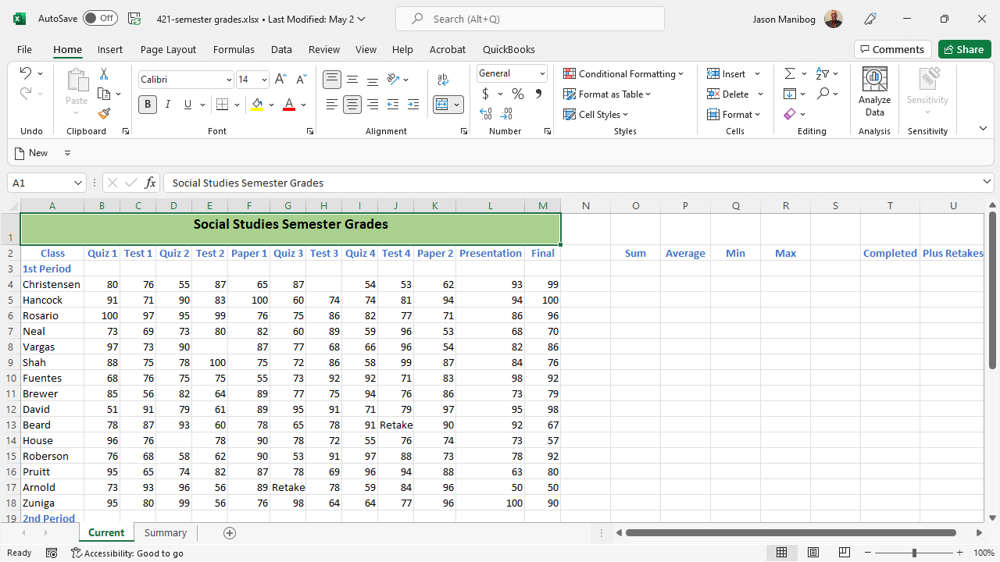 AutoSave Off 421-semester grades.xlsx • Last Modified: May 2 Search (Alt+Q) Jason Manibog
File Home Insert Page Layout Formulas Data Review View Help Acrobat QuickBooks Comments Share
Calibri 14 General Conditional Formatting Insert
Paste Format as Table Delete Analyze Data Sensitivity
B I U A $ % Cell Styles Format
Undo Clipboard Font Alignment Number Styles Cells Editing Analysis Sensitivity
New
A1 fx Social Studies Semester Grades
A B C D E F G H I J K L M N O P Q R S T U
1 Social Studies Semester Grades
2 Class Quiz 1 Test 1 Quiz 2 Test 2 Paper 1 Quiz 3 Test 3 Quiz 4 Test 4 Paper 2 Presentation Final Sum Average Min Max Completed Plus Retakes
3 1st Period
4 Christensen 80 76 55 87 65 87 54 53 62 93 99
5 Hancock 91 71 90 83 100 60 74 74 81 94 94 100
6 Rosario 100 97 95 99 76 75 86 82 77 71 86 96
7 Neal 73 69 73 80 82 60 89 59 96 53 68 70
8 Vargas 97 73 90 87 77 68 66 96 54 82 86
9 Shah 88 75 78 100 75 72 86 58 99 87 84 76
10 Fuentes 68 76 75 75 55 73 92 92 71 83 98 92
11 Brewer 85 56 82 64 89 77 75 94 76 86 73 79
12 David 51 91 79 61 89 95 91 71 79 97 95 98
13 Beard 78 87 93 60 78 65 78 91 Retake 90 92 67
14 House 96 76 78 90 78 72 55 76 74 73 57
15 Roberson 76 68 58 62 90 53 91 97 88 73 78 92
16 Pruitt 95 65 74 82 87 78 69 96 94 88 63 80
17 Arnold 73 93 96 56 89 Retake 78 59 84 96 50 50
18 Zuniga 95 80 99 56 76 98 64 64 77 96 100 90
19 2nd Period
Current Summary
Ready Accessibility: Good to go 100%